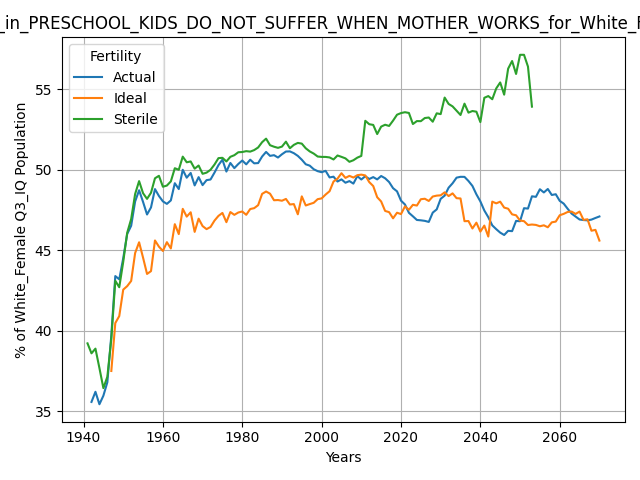 _in_PRESCHOOL_KIDS_DO_NOT_SUFFER_WHEN_MOTHER_WORKS_for_White_
Fertility
Actual
Ideal
Sterile
% of White_Female Q3_IQ Population
55
50
45
40
35
1940 1960 1980 2000 2020 2040 2060
Years